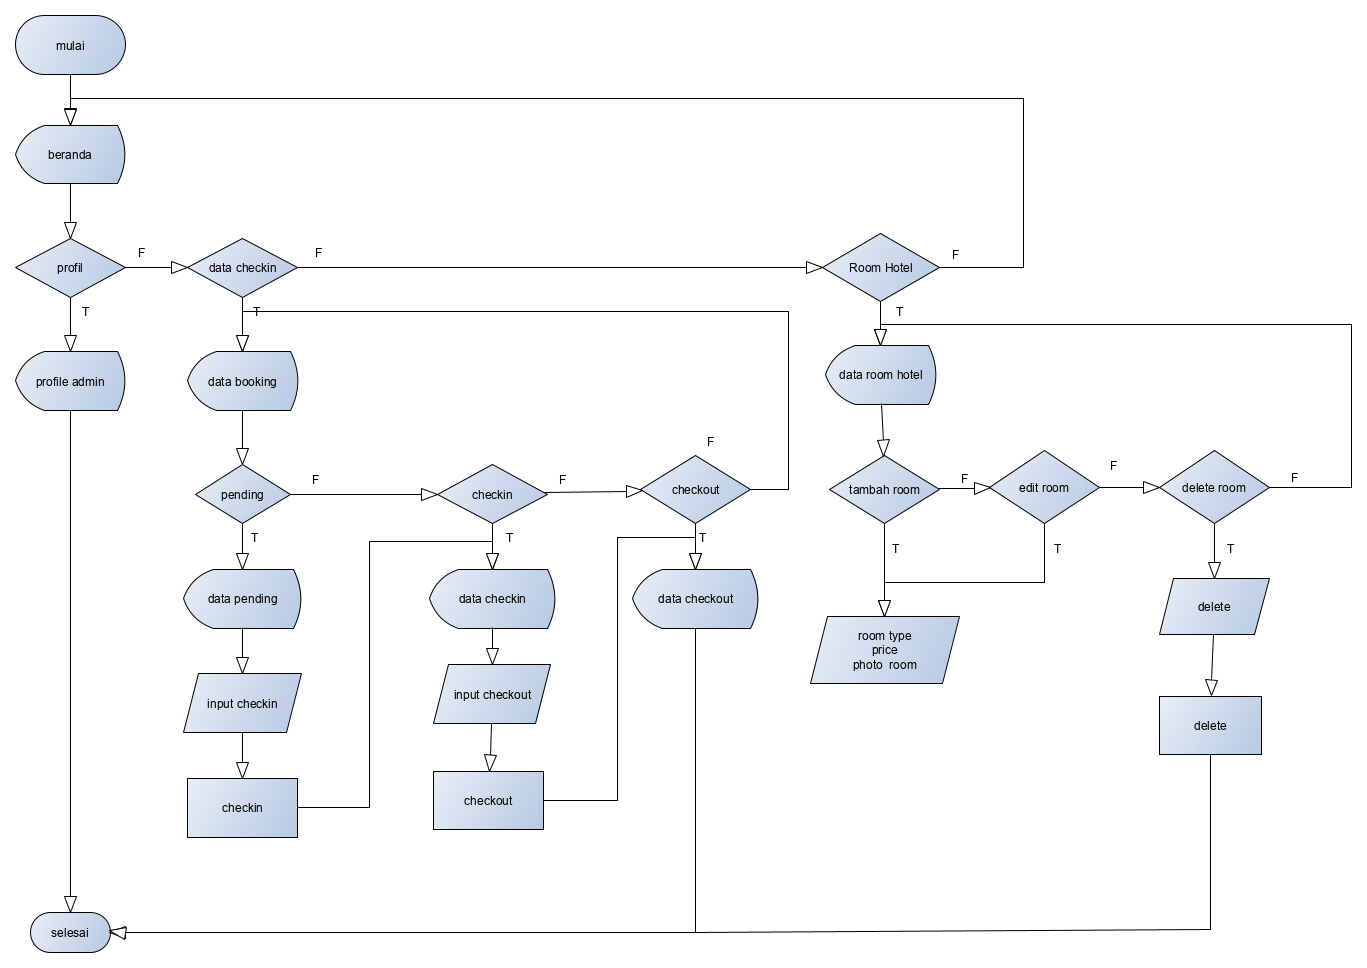 mulai
beranda
profil
F
data checkin
F
Room Hotel
F
T
T
T
profile admin
data booking
data room hotel
F
pending
F
checkin
F
checkout
tambah room
F
edit room
F
delete room
F
T
T
T
T
T
T
data pending
data checkin
data checkout
delete
room type
price
photo room
input checkin
input checkout
delete
checkin
checkout
selesai